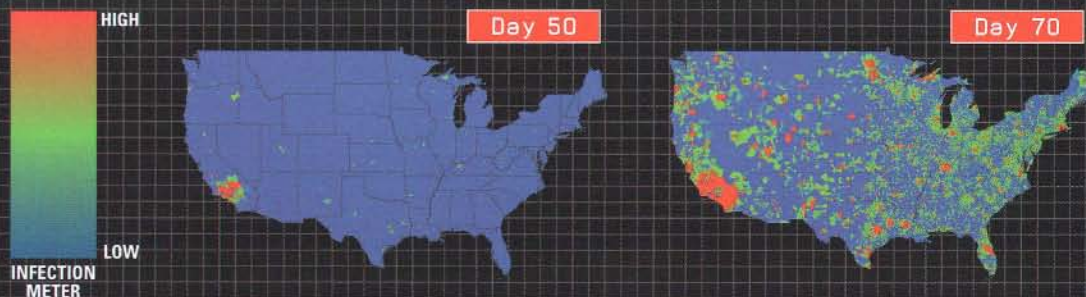 HIGH
Day 50
Day 70
LOW
INFECTION
METER